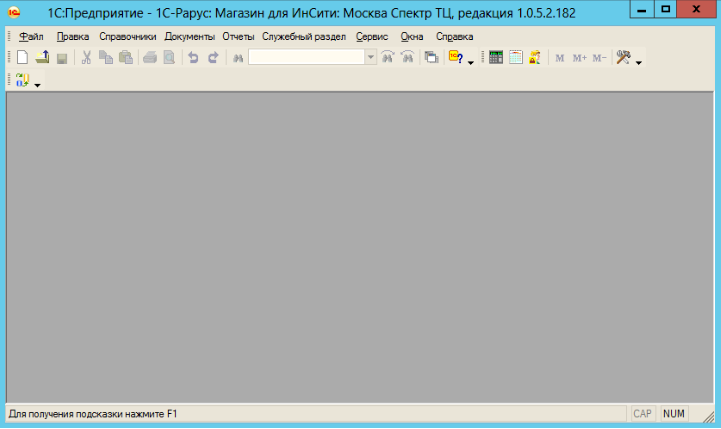 1С:Предприятие - 1С-Рарус: Магазин для ИнСити: Москва Спектр ТЦ, редакция 1.0.5.2.182
Файл Правка Справочники Документы Отчеты Служебный раздел Сервис Окна Справка
M M+ M-
Для получения подсказки нажмите F1 CAP NUM